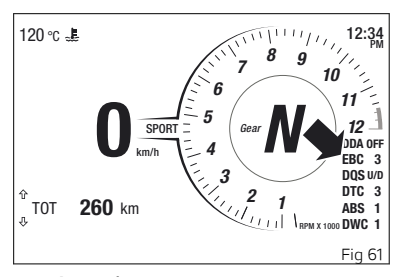 120 °C
12:34
PM
7 8 9 10 11 12
6
5
4
3
2
1
SPORT
0
km/h
Gear N
RPM X 1000
DDA OFF
EBC 3
DQS U/D
DTC 3
ABS 1
DWC 1
TOT 260 km
Fig 61